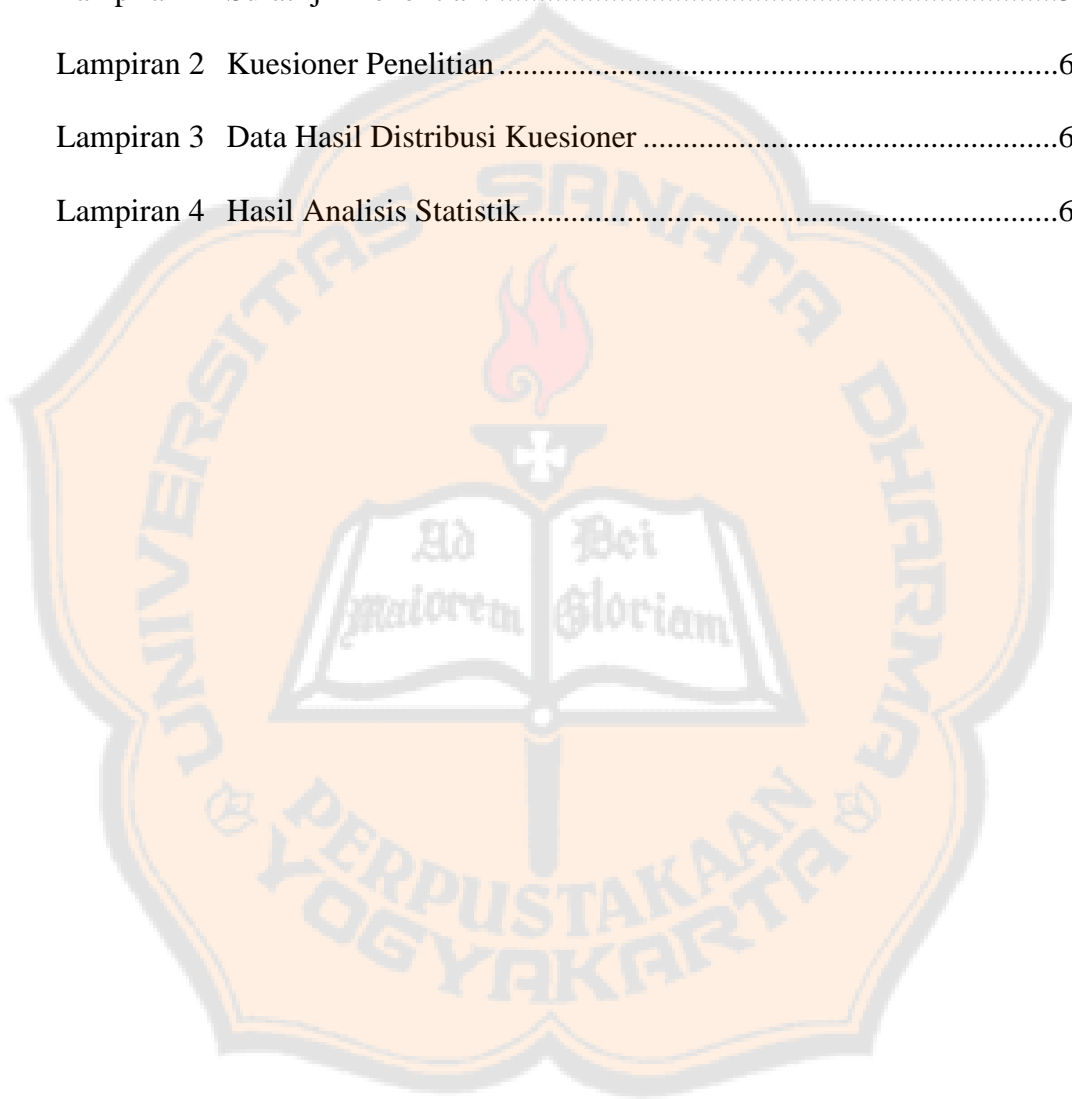 Lampiran 2 Kuesioner Penelitian ......................................................................6
Lampiran 3 Data Hasil Distribusi Kuesioner ....................................................6
Lampiran 4 Hasil Analisis Statistik...................................................................6
UNIVERSITAS SANATA DHARMA
Ad Dei
Maiorem Gloriam
PERPUSTAKAAN
YOGYAKARTA